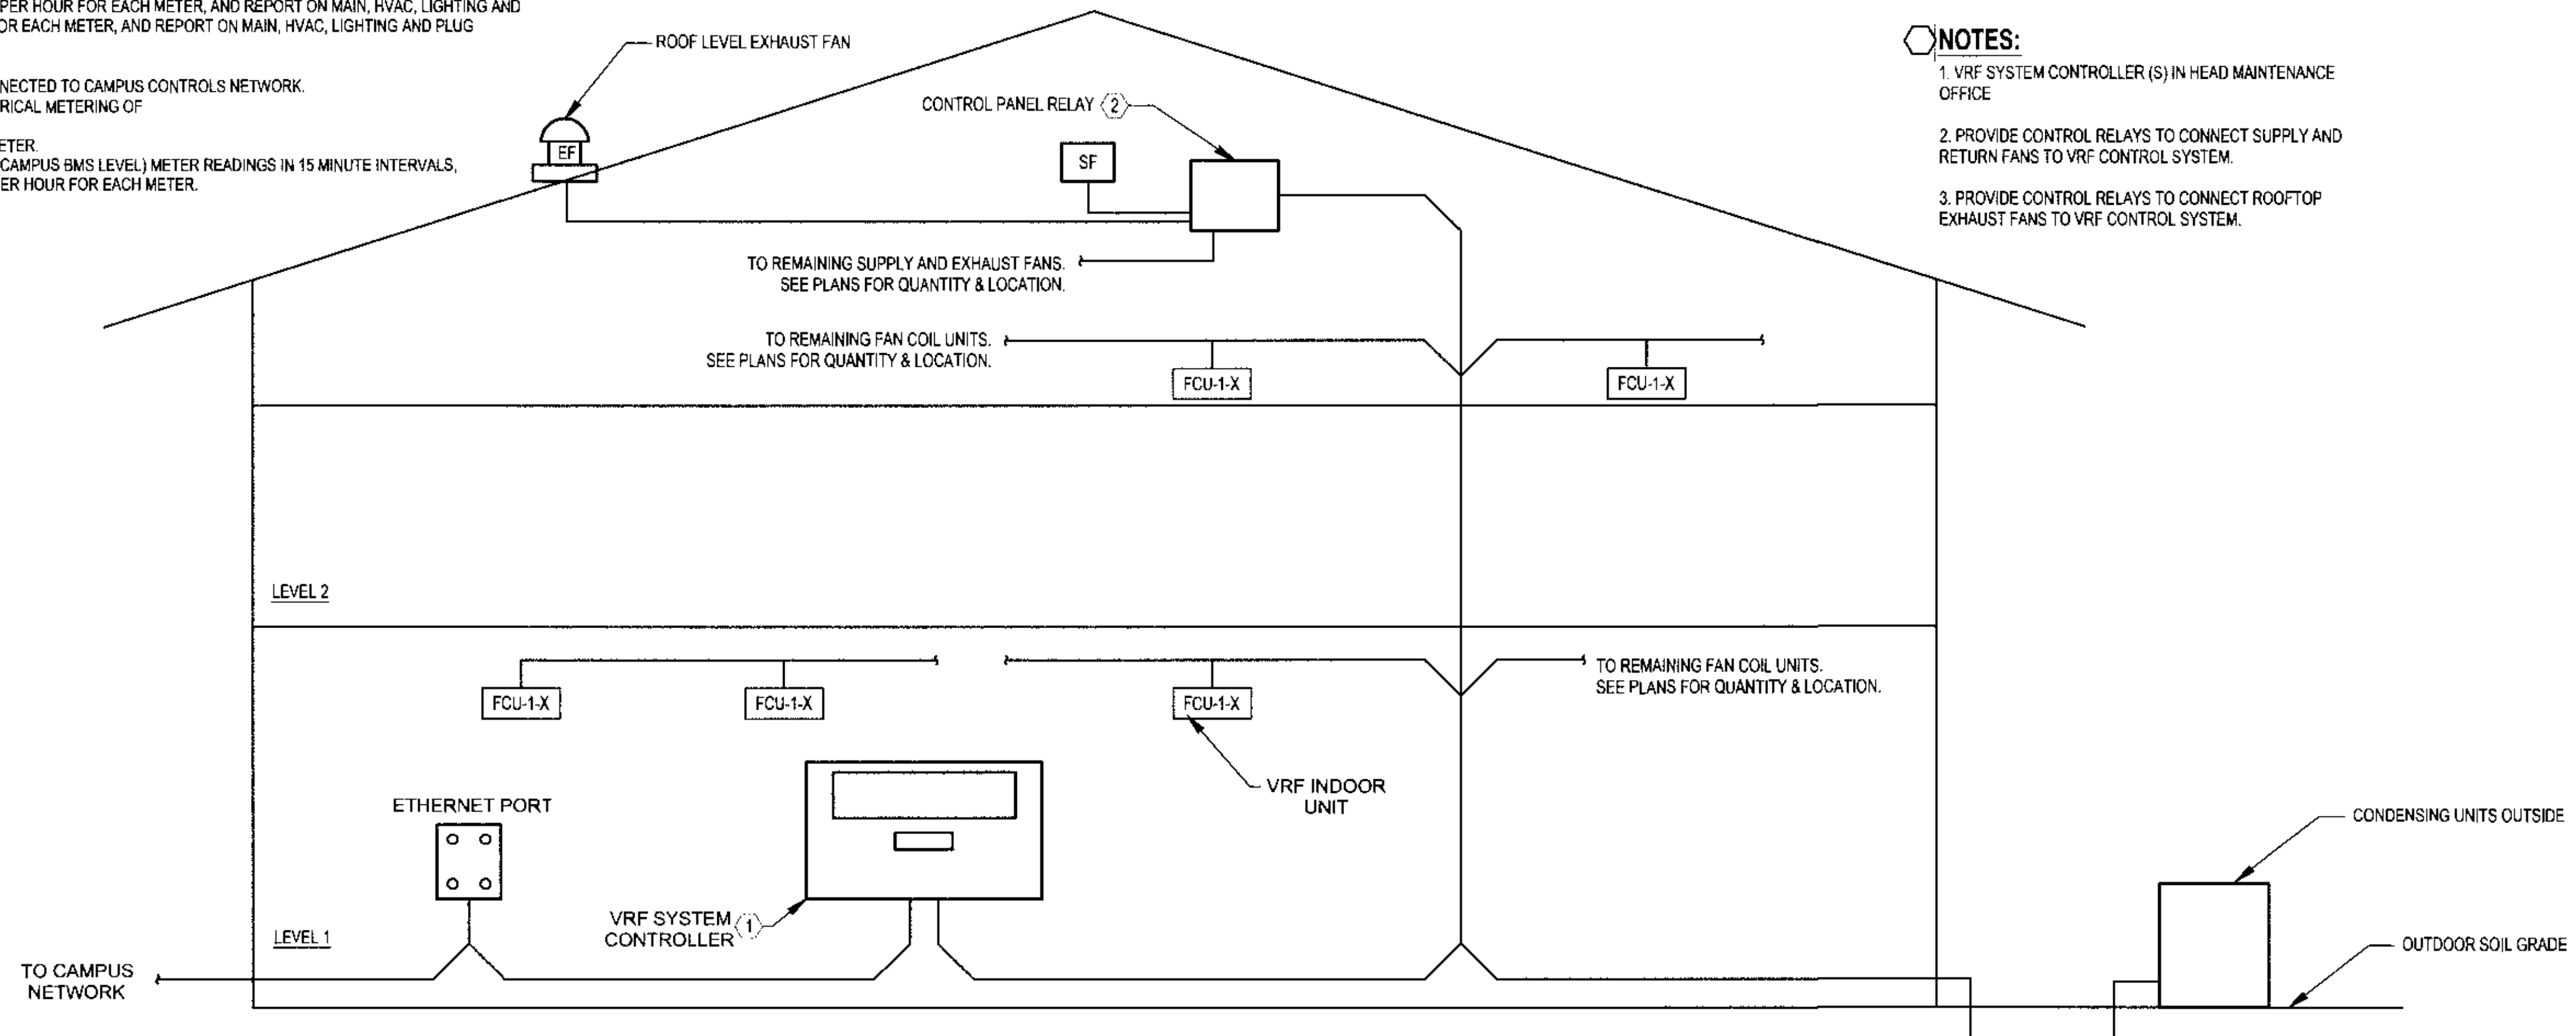 PER HOUR FOR EACH METER, AND REPORT ON MAIN, HVAC, LIGHTING AND
OR EACH METER, AND REPORT ON MAIN, HVAC, LIGHTING AND PLUG
NECTED TO CAMPUS CONTROLS NETWORK.
RICAL METERING OF
ETER.
CAMPUS BMS LEVEL) METER READINGS IN 15 MINUTE INTERVALS,
ER HOUR FOR EACH METER.
ROOF LEVEL EXHAUST FAN
NOTES:
1. VRF SYSTEM CONTROLLER (S) IN HEAD MAINTENANCE
OFFICE
2. PROVIDE CONTROL RELAYS TO CONNECT SUPPLY AND
RETURN FANS TO VRF CONTROL SYSTEM.
3. PROVIDE CONTROL RELAYS TO CONNECT ROOFTOP
EXHAUST FANS TO VRF CONTROL SYSTEM.
CONTROL PANEL RELAY 2
EF
SF
TO REMAINING SUPPLY AND EXHAUST FANS.
SEE PLANS FOR QUANTITY & LOCATION.
TO REMAINING FAN COIL UNITS.
SEE PLANS FOR QUANTITY & LOCATION.
FCU-1-X
FCU-1-X
LEVEL 2
TO REMAINING FAN COIL UNITS.
SEE PLANS FOR QUANTITY & LOCATION.
FCU-1-X
FCU-1-X
FCU-1-X
VRF INDOOR
UNIT
ETHERNET PORT
CONDENSING UNITS OUTSIDE
VRF SYSTEM
CONTROLLER 1
LEVEL 1
OUTDOOR SOIL GRADE
TO CAMPUS
NETWORK